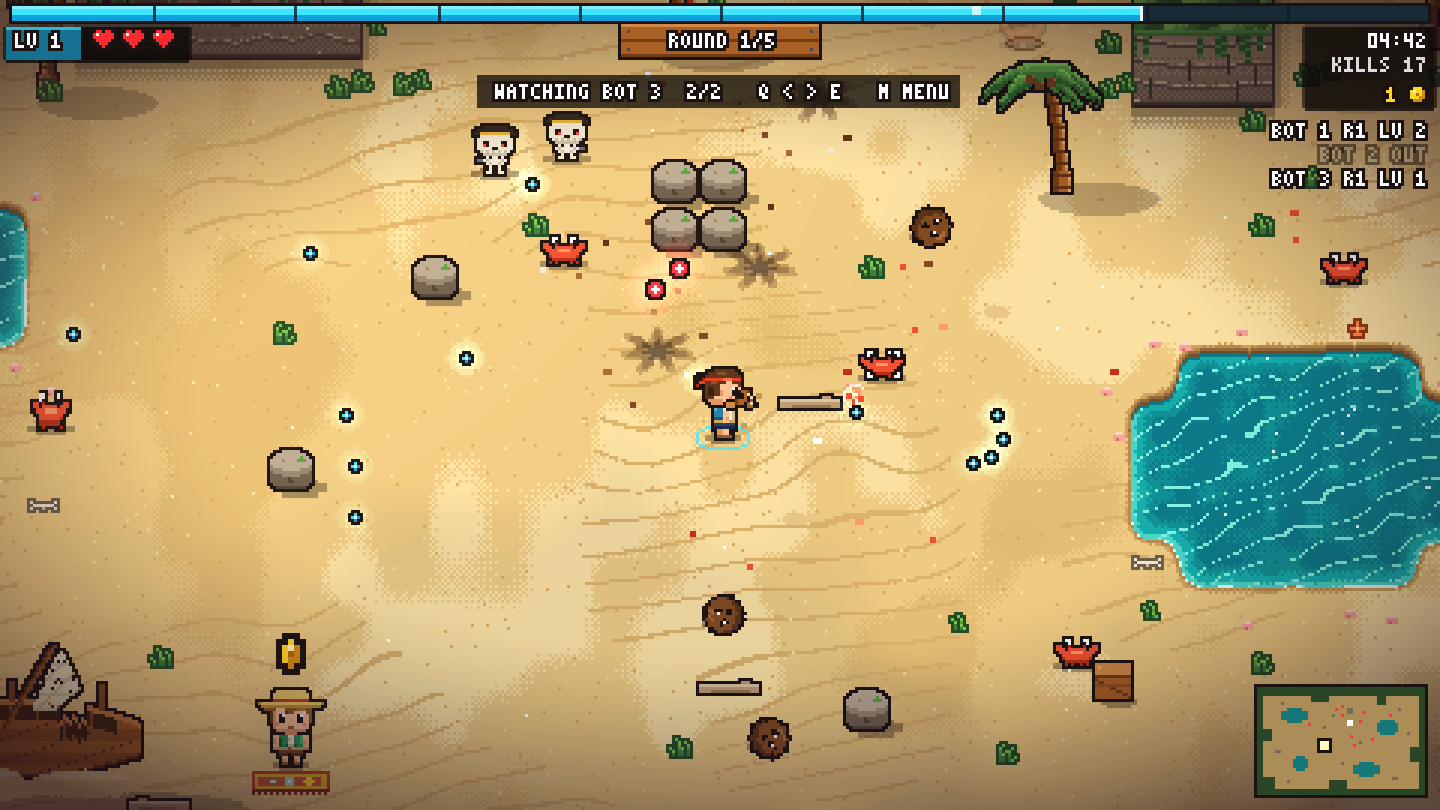 LV 1
ROUND 1/5
04:42
KILLS 17
1
WATCHING BOT 3 2/2 Q < > E M MENU
BOT 1 R1 LV 2
BOT 2 OUT
BOT 3 R1 LV 1